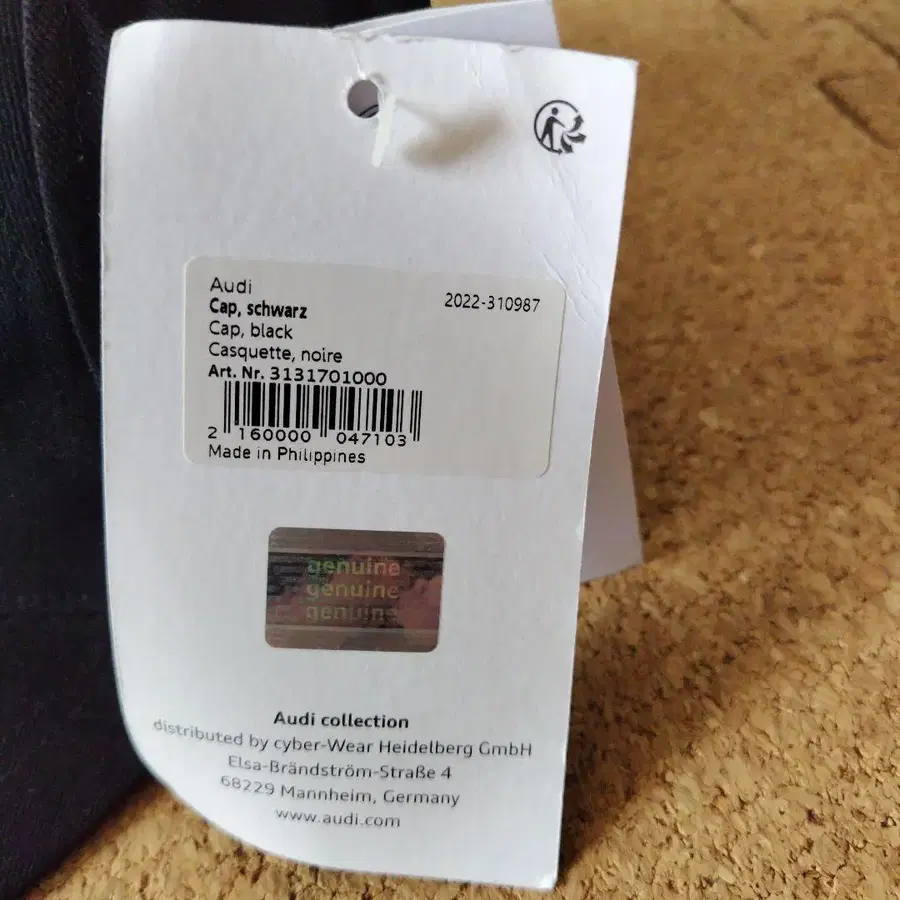 Audi
2022-310987
Cap, schwarz
Cap, black
Casquette, noire
Art. Nr. 3131701000
2 160000 047103
Made in Philippines
genuine
genuine
genuine
Audi collection
distributed by cyber-Wear Heidelberg GmbH
Elsa-Brändström-Straße 4
68229 Mannheim, Germany
www.audi.com